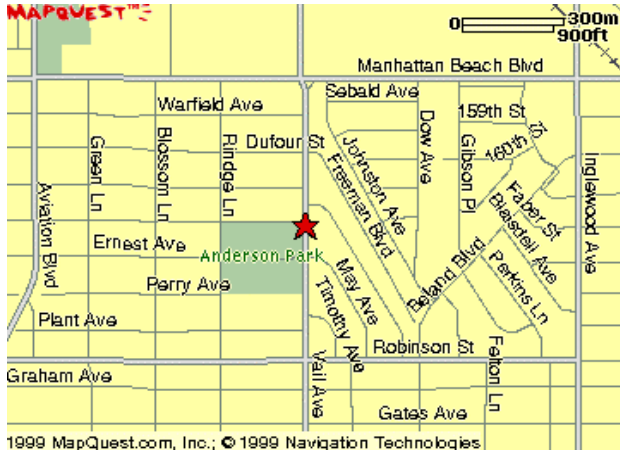 MAPQUEST™
0 300m
900ft
Manhattan Beach Blvd
Sebald Ave
Warfield Ave
159th St
Dufour St
160th St
Green Ln
Blossom Ln
Rindge Ln
Johnston Ave
Freeman Blvd
Dow Ave
Gibson Pl
Inglewood Ave
Aviation Blvd
Faber St
Blaisdell Ave
Ernest Ave
Anderson Park
Beland Blvd
Perkins Ln
Perry Ave
May Ave
Timothy Ave
Plant Ave
Robinson St
Felton Ln
Vail Ave
Graham Ave
Gates Ave
1999 MapQuest.com, Inc.; © 1999 Navigation Technologies